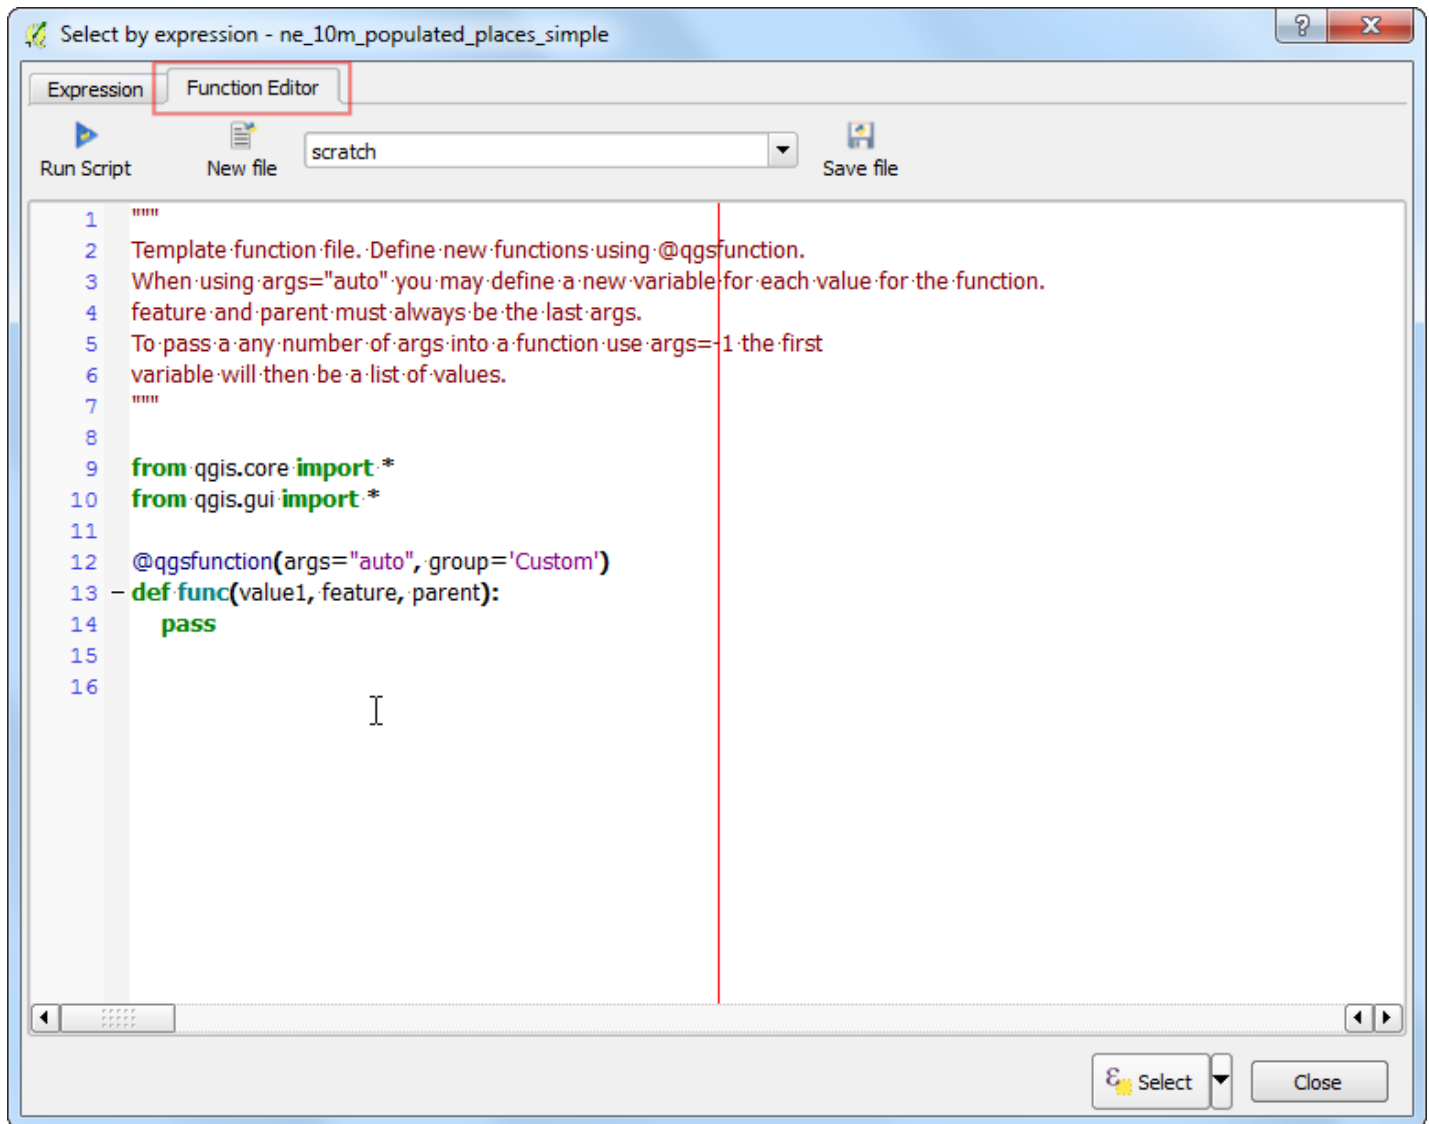 Select by expression - ne_10m_populated_places_simple
?
Expression Function Editor
Run Script New file scratch Save file
1 """
2 Template·function·file.·Define·new·functions·using·@qgsfunction.
3 When·using·args="auto"·you·may·define·a·new·variable·for·each·value·for·the·function.
4 feature·and·parent·must·always·be·the·last·args.
5 To·pass·a·any·number·of·args·into·a·function·use·args=-1·the·first
6 variable·will·then·be·a·list·of·values.
7 """
8
9 from·qgis.core·import·*
10 from·qgis.gui·import·*
11
12 @qgsfunction(args="auto",·group='Custom')
13 def·func(value1,·feature,·parent):
14 pass
15
16
ε Select Close